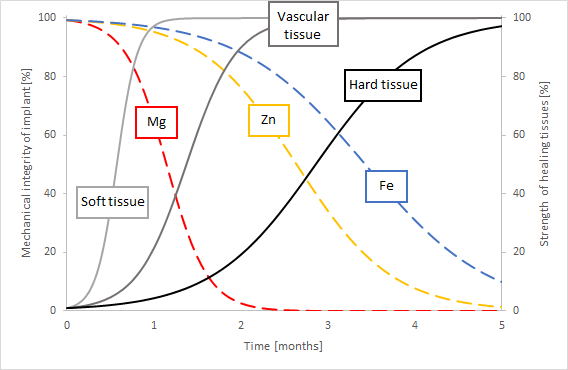 Vascular
tissue
100
80
60
40
20
0
Mechanical integrity of implant [%]
Mg
Zn
Hard tissue
Soft tissue
Fe
100
80
60
40
20
0
Strength of healing tissues [%]
0 1 2 3 4 5
Time [months]